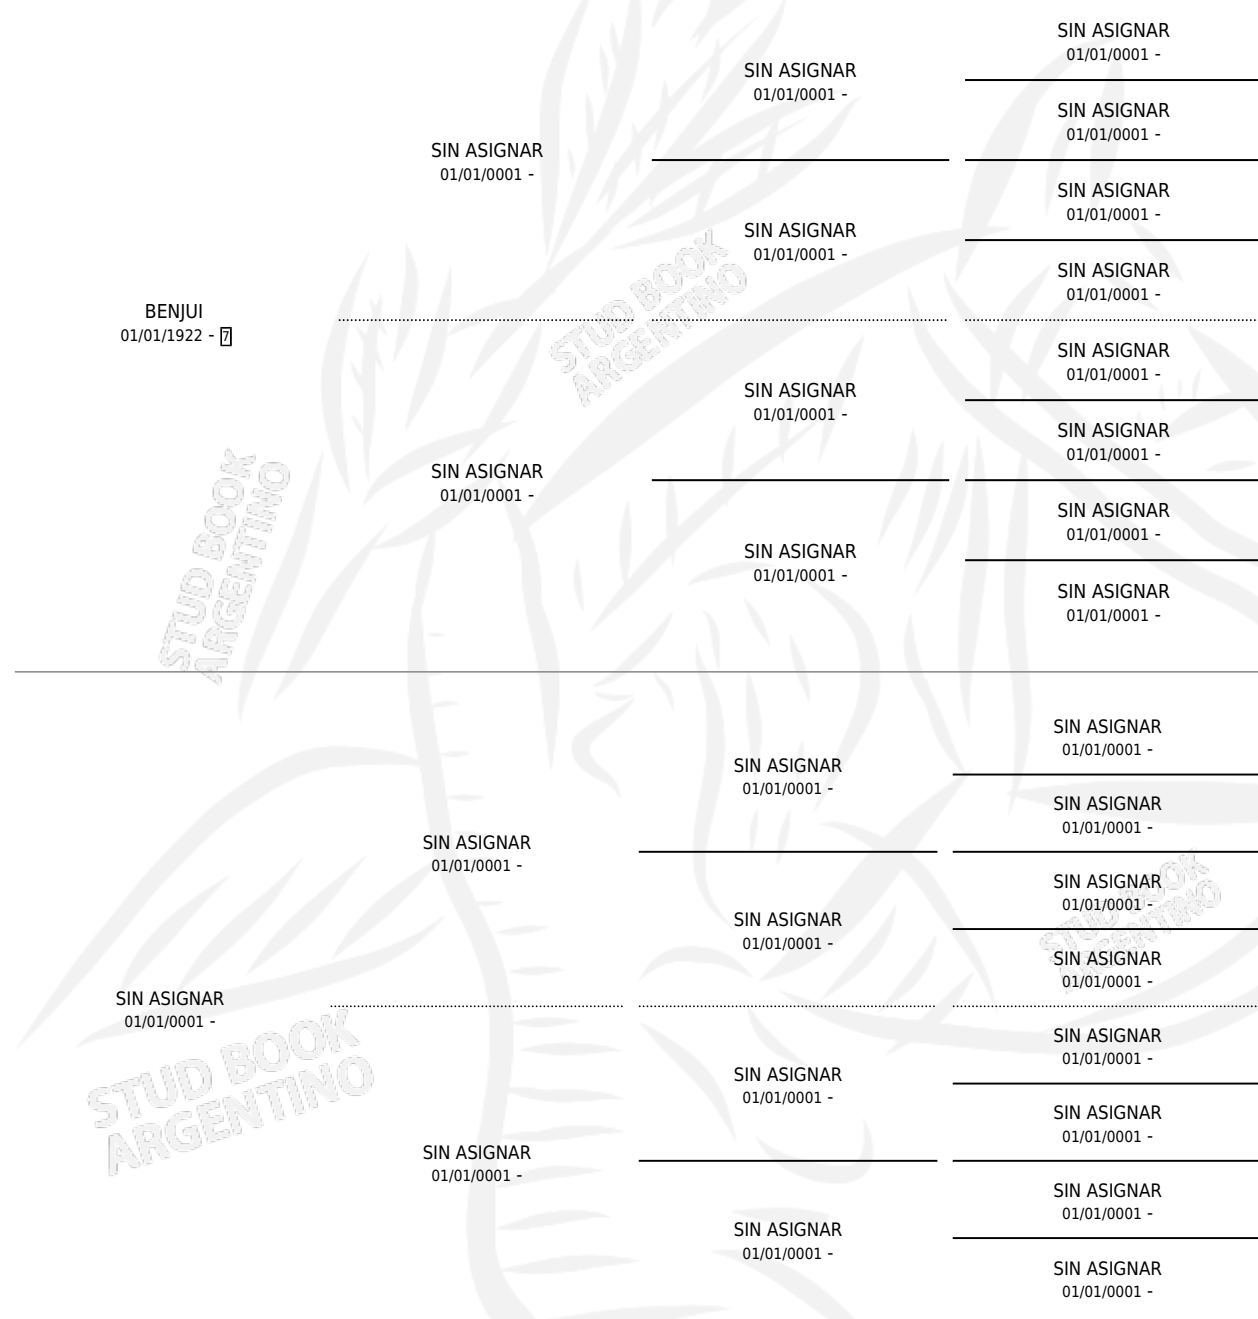 SIN ASIGNAR
01/01/0001 -
SIN ASIGNAR
01/01/0001 -
SIN ASIGNAR
01/01/0001 -
SIN ASIGNAR
01/01/0001 -
SIN ASIGNAR
01/01/0001 -
SIN ASIGNAR
01/01/0001 -
SIN ASIGNAR
01/01/0001 -
STUD BOOK
ARGENTINO
BENJUI
01/01/1922 - 7
SIN ASIGNAR
01/01/0001 -
SIN ASIGNAR
01/01/0001 -
SIN ASIGNAR
01/01/0001 -
SIN ASIGNAR
01/01/0001 -
STUD BOOK
ARGENTINO
SIN ASIGNAR
01/01/0001 -
SIN ASIGNAR
01/01/0001 -
SIN ASIGNAR
01/01/0001 -
SIN ASIGNAR
01/01/0001 -
SIN ASIGNAR
01/01/0001 -
SIN ASIGNAR
01/01/0001 -
SIN ASIGNAR
01/01/0001 -
SIN ASIGNAR
01/01/0001 -
SIN ASIGNAR
01/01/0001 -
STUD BOOK
ARGENTINO
SIN ASIGNAR
01/01/0001 -
SIN ASIGNAR
01/01/0001 -
SIN ASIGNAR
01/01/0001 -
STUD BOOK
ARGENTINO
SIN ASIGNAR
01/01/0001 -
SIN ASIGNAR
01/01/0001 -
SIN ASIGNAR
01/01/0001 -
SIN ASIGNAR
01/01/0001 -
SIN ASIGNAR
01/01/0001 -
SIN ASIGNAR
01/01/0001 -
SIN ASIGNAR
01/01/0001 -